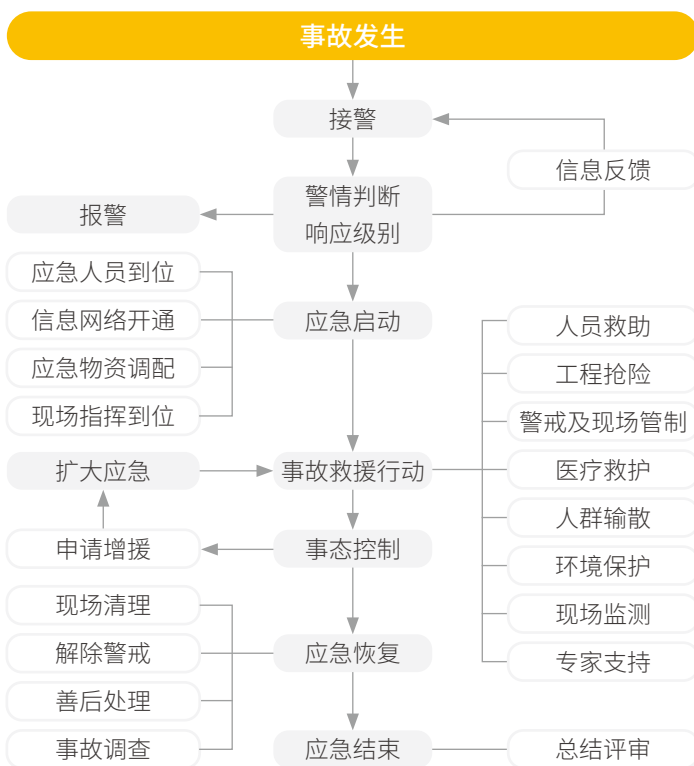 事故发生
接警
信息反馈
警情判断
响应级别
报警
应急人员到位
信息网络开通
应急物资调配
现场指挥到位
应急启动
人员救助
工程抢险
警戒及现场管制
医疗救护
人群输散
环境保护
现场监测
专家支持
扩大应急
事故救援行动
申请增援
事态控制
现场清理
解除警戒
善后处理
事故调查
应急恢复
应急结束
总结评审